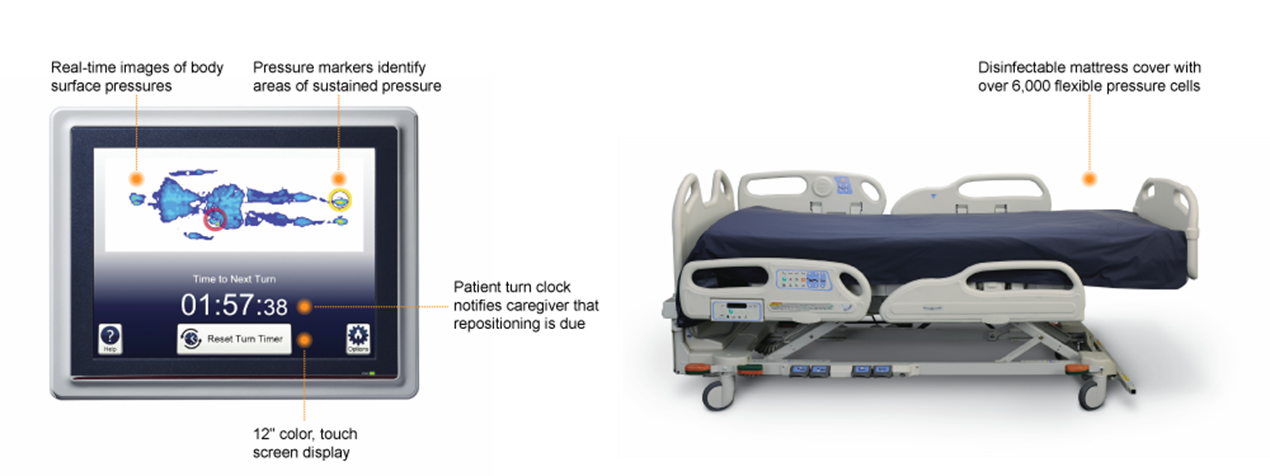 Real-time images of body
surface pressures
Pressure markers identify
areas of sustained pressure
Disinfectable mattress cover with
over 6,000 flexible pressure cells
Time to Next Turn
01:57:38
Reset Turn Timer
Help
Options
Patient turn clock
notifies caregiver that
repositioning is due
12" color, touch
screen display